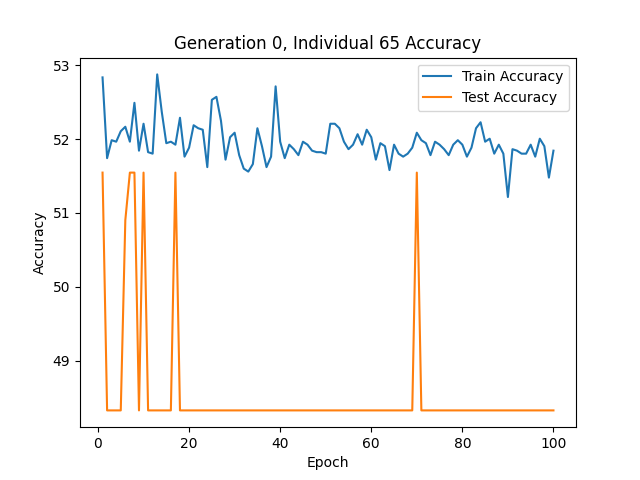 Generation 0, Individual 65 Accuracy
53
52
51
50
49
Accuracy
Train Accuracy
Test Accuracy
0 20 40 60 80 100
Epoch